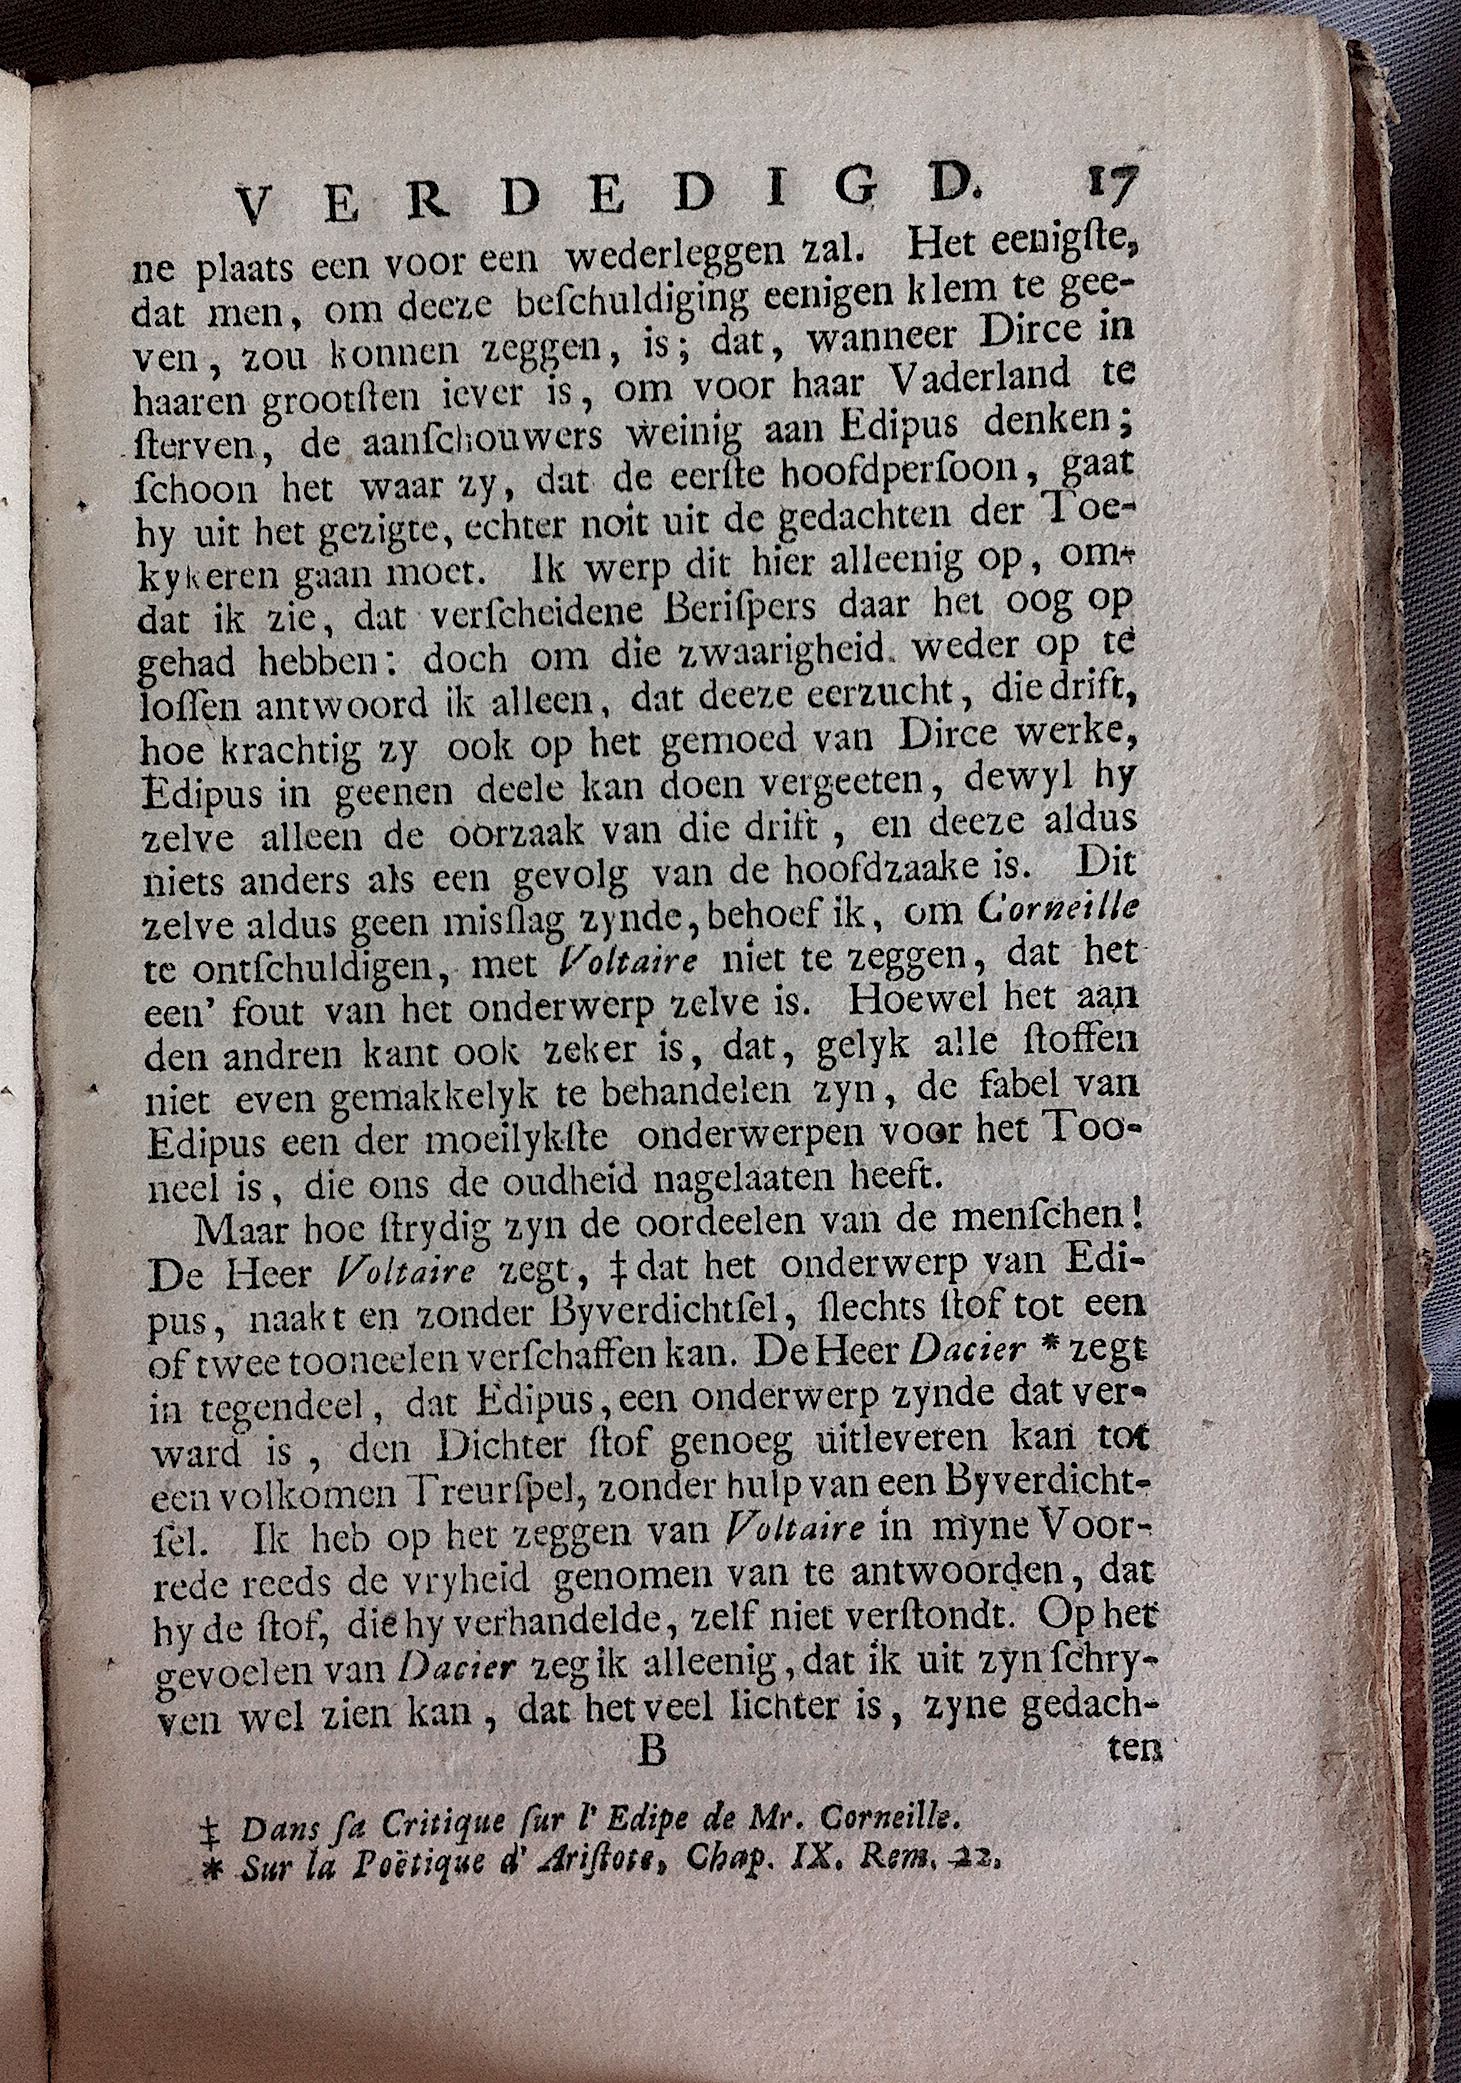 VERDEDIGD. 17
ne plaats een voor een wederleggen zal. Het eenigſte,
dat men, om deeze beſchuldiging eenigen klem te gee-
ven, zou konnen zeggen, is; dat, wanneer Dirce in
haaren grootſten iever is, om voor haar Vaderland te
ſterven, de aanſchouwers weinig aan Edipus denken;
ſchoon het waar zy, dat de eerſte hoofdperſoon, gaat
hy uit het gezigte, echter noit uit de gedachten der Toe-
kykeren gaan moet. Ik werp dit hier alleenig op, om-
dat ik zie, dat verſcheidene Beriſpers daar het oog op
gehad hebben: doch om die zwaarigheid weder op te
loſſen antwoord ik alleen, dat deeze eerzucht, die drift,
hoe krachtig zy ook op het gemoed van Dirce werke,
Edipus in geenen deele kan doen vergeeten, dewyl hy
zelve alleen de oorzaak van die drift, en deeze aldus
niets anders als een gevolg van de hoofdzaake is. Dit
zelve aldus geen misſlag zynde, behoef ik, om Corneille
te ontſchuldigen, met Voltaire niet te zeggen, dat het
een' fout van het onderwerp zelve is. Hoewel het aan
den andren kant ook zeker is, dat, gelyk alle ſtoffen
niet even gemakkelyk te behandelen zyn, de fabel van
Edipus een der moeilykſte onderwerpen voor het Too-
neel is, die ons de oudheid nagelaaten heeft.
Maar hoe ſtrydig zyn de oordeelen van de menſchen!
De Heer Voltaire zegt, ‡ dat het onderwerp van Edi-
pus, naakt en zonder Byverdichtſel, ſlechts ſtof tot een
of twee tooneelen verſchaffen kan. De Heer Dacier * zegt
in tegendeel, dat Edipus, een onderwerp zynde dat ver-
ward is, den Dichter ſtof genoeg uitleveren kan tot
een volkomen Treurſpel, zonder hulp van een Byverdicht-
ſel. Ik heb op het zeggen van Voltaire in myne Voor-
rede reeds de vryheid genomen van te antwoorden, dat
hy de ſtof, die hy verhandelde, zelf niet verſtondt. Op het
gevoelen van Dacier zeg ik alleenig, dat ik uit zyn ſchry-
ven wel zien kan, dat het veel lichter is, zyne gedach-
B ten
‡ Dans ſa Critique ſur l' Edipe de Mr. Corneille.
* Sur la Poëtique d' Ariſtote, Chap. IX. Rem. 22.